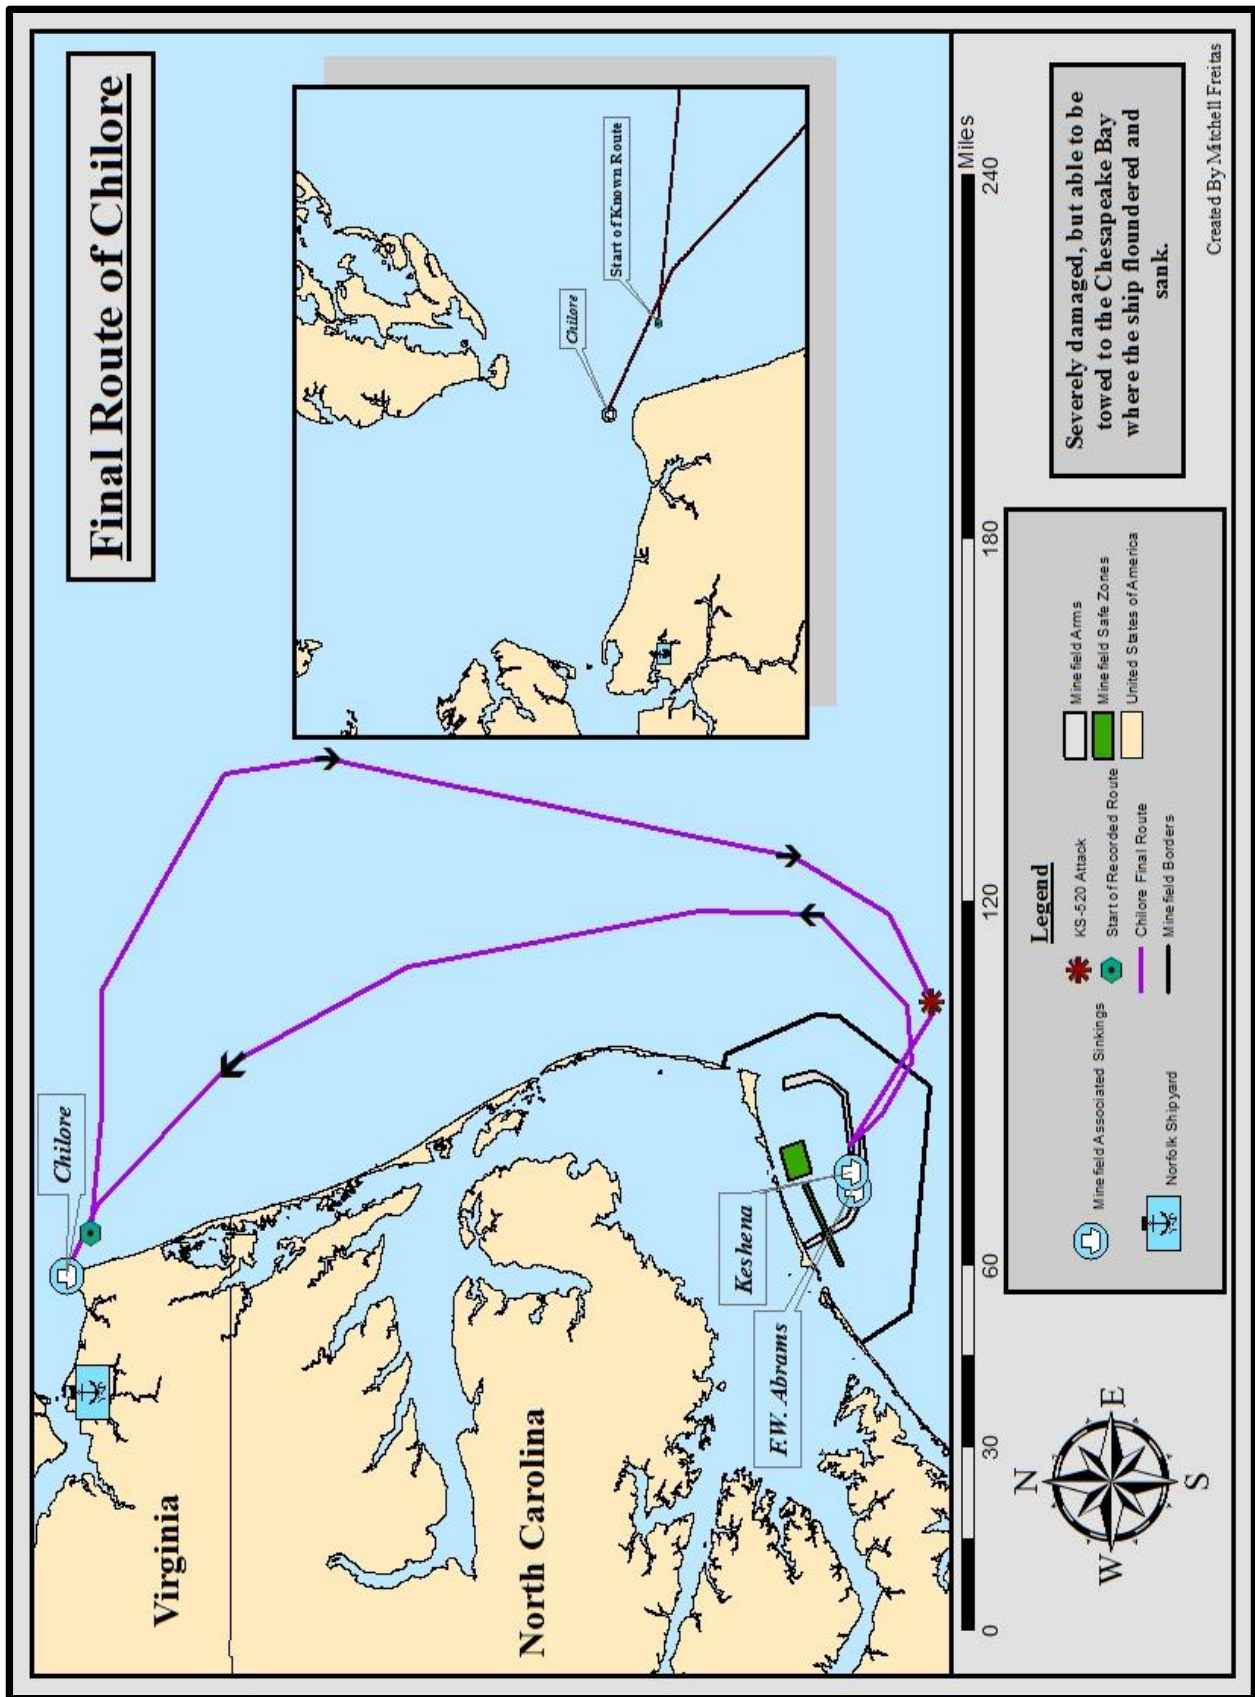 Final Route of Chilore
Chilore
Chilore
Start of Known Route
Virginia
North Carolina
Keshena
F.W. Abrams
0
30
60
120
180
240
Miles
N
W
E
S
Legend
Minefield Associated Sinkings
Norfolk Shipyard
KS-520 Attack
Start of Recorded Route
Chilore Final Route
Minefield Borders
Minefield Arms
Minefield Safe Zones
United States of America
Severely damaged, but able to be
towed to the Chesapeake Bay
where the ship floundered and
sank.
Created By Mitchell Freitas